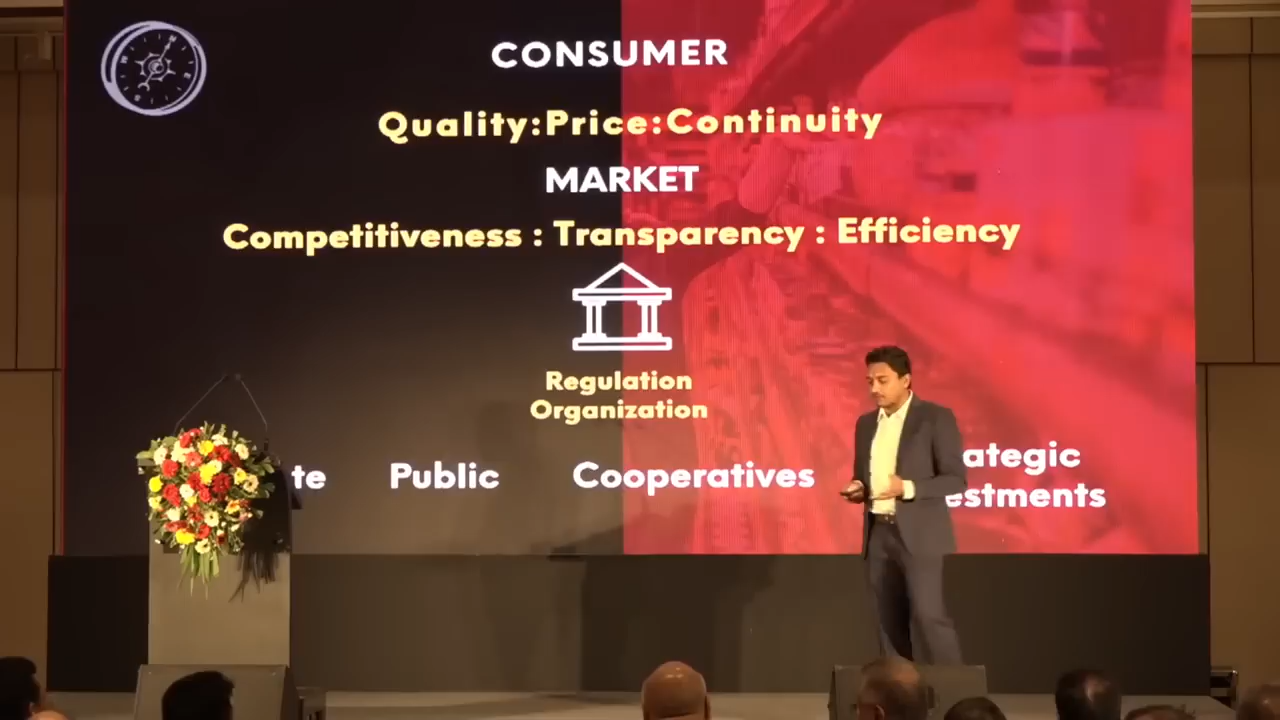 CONSUMER
Quality:Price:Continuity
MARKET
Competitiveness : Transparency : Efficiency
Regulation
Organization
Public Cooperatives